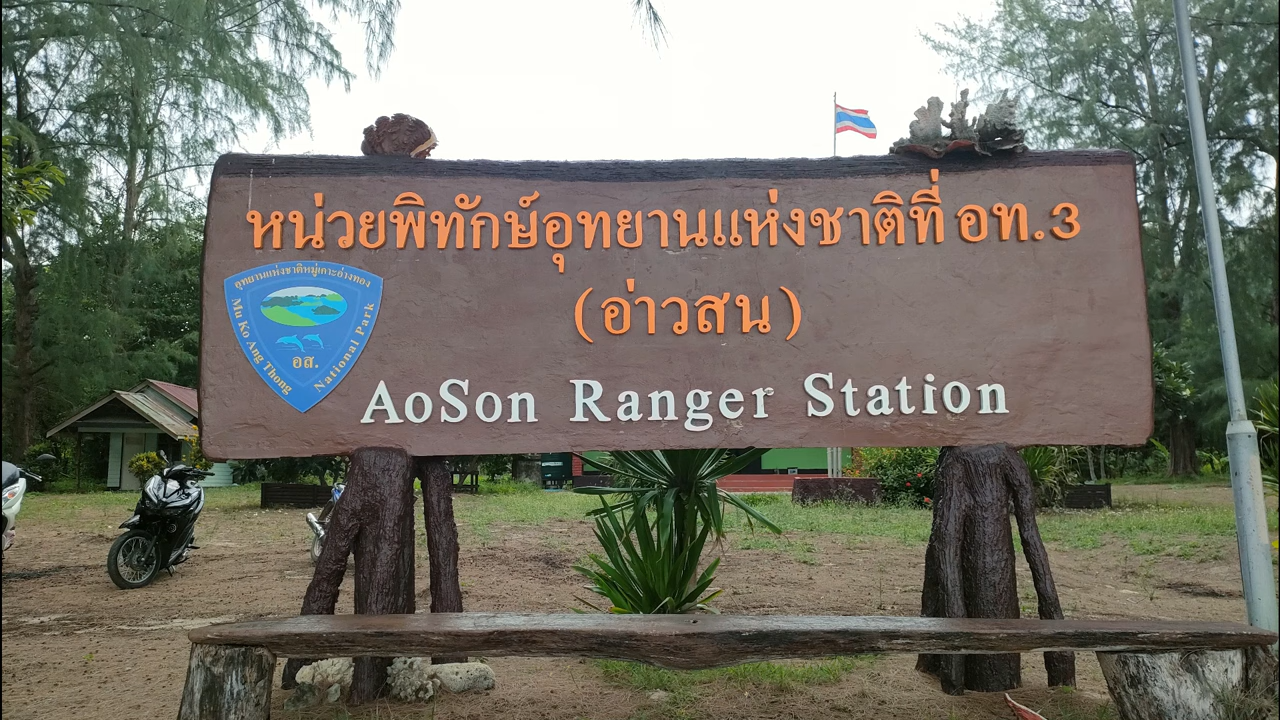 หน่วยพิทักษ์อุทยานแห่งชาติที่ อท.3
(อ่าวสน)
อุทยานแห่งชาติหมู่เกาะอ่างทอง
Mu Ko Ang Thong
National Park
อส.
AoSon Ranger Station